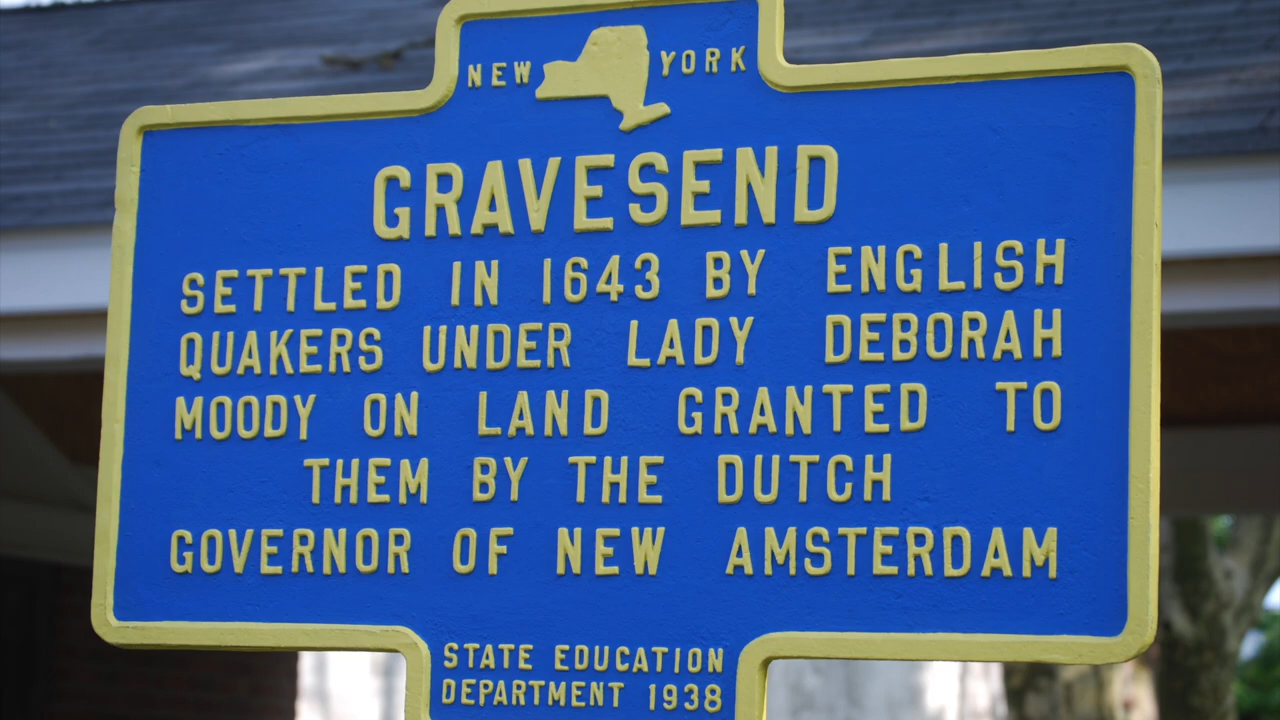 NEW YORK
GRAVESEND
SETTLED IN 1643 BY ENGLISH
QUAKERS UNDER LADY DEBORAH
MOODY ON LAND GRANTED TO
THEM BY THE DUTCH
GOVERNOR OF NEW AMSTERDAM
STATE EDUCATION
DEPARTMENT 1938